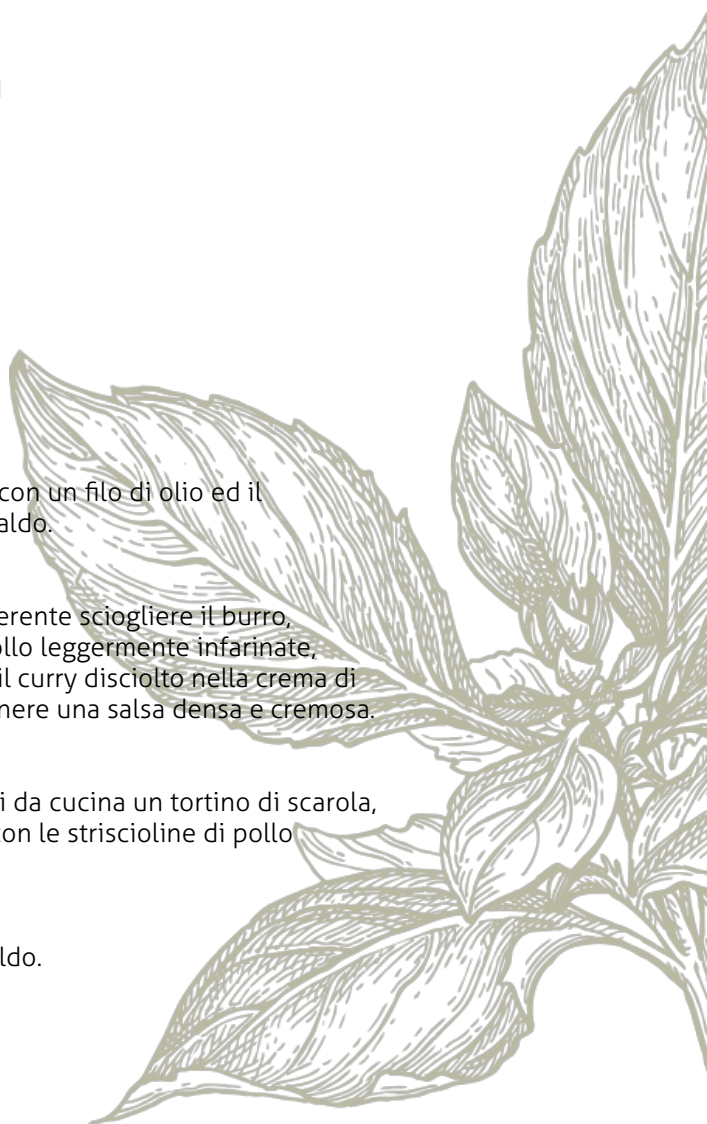 con un filo di olio ed il
aldo.
erente sciogliere il burro,
ollo leggermente infarinate,
il curry disciolto nella crema di
nere una salsa densa e cremosa.
i da cucina un tortino di scarola,
con le striscioline di pollo
ldo.